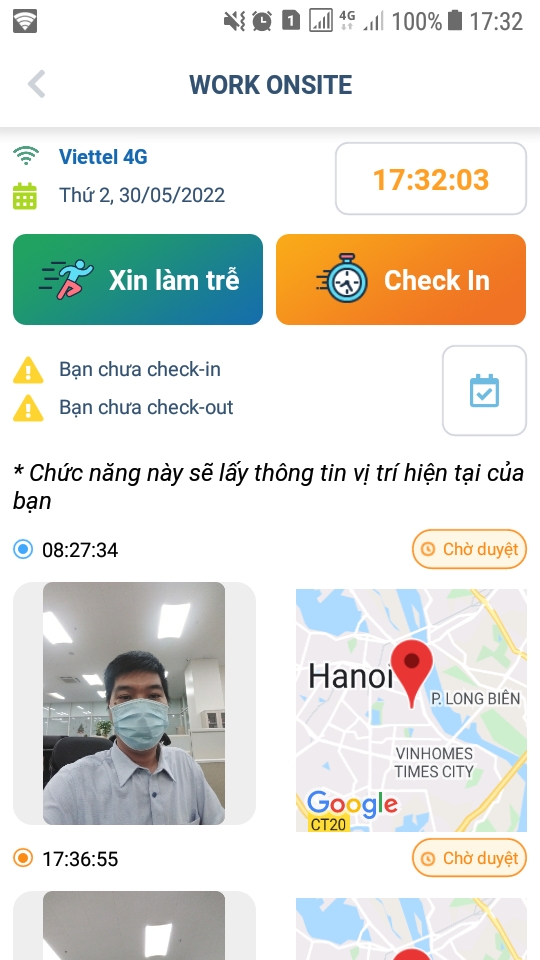 4G 100% 17:32
1
WORK ONSITE
Viettel 4G
Thứ 2, 30/05/2022
17:32:03
Xin làm trễ
Check In
Bạn chưa check-in
Bạn chưa check-out
* Chức năng này sẽ lấy thông tin vị trí hiện tại của
bạn
08:27:34
Chờ duyệt
Hanoi
P. LONG BIÊN
VINHOMES
TIMES CITY
Google
CT20
17:36:55
Chờ duyệt